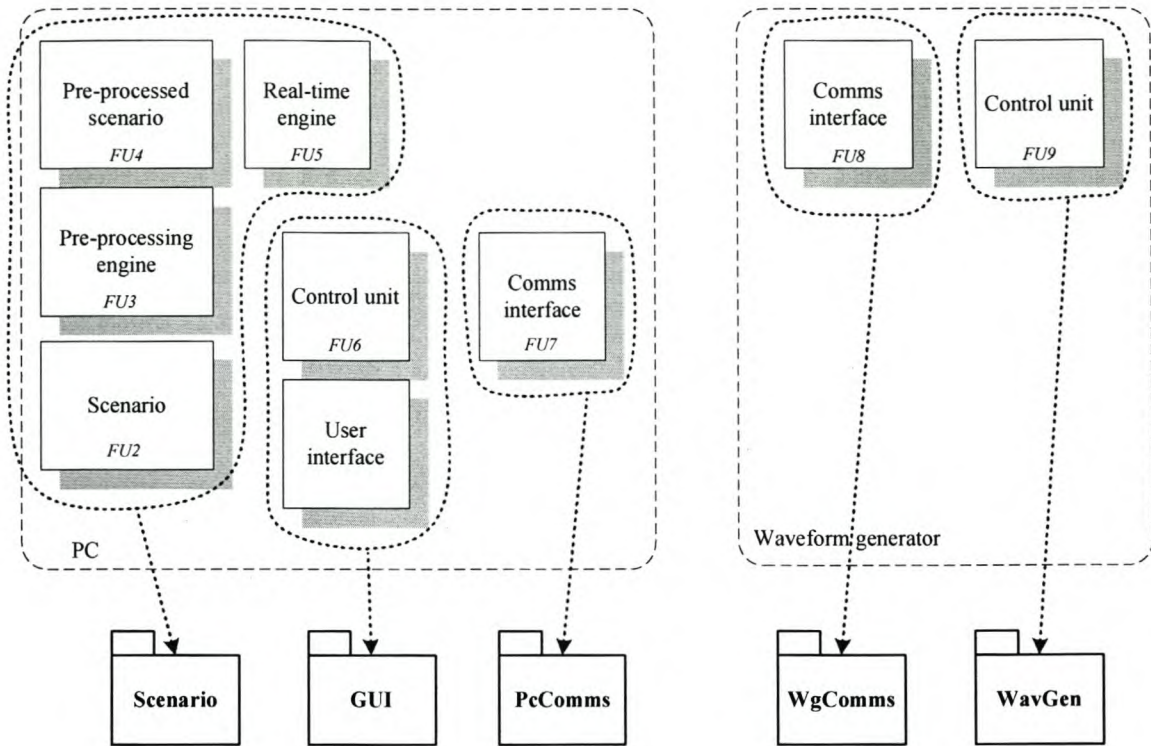 Pre-processed
scenario
FU4
Real-time
engine
FU5
Pre-processing
engine
FU3
Scenario
FU2
Control unit
FU6
User
interface
Comms
interface
FU7
PC
Comms
interface
FU8
Control unit
FU9
Waveform generator
Scenario
GUI
PcComms
WgComms
WavGen